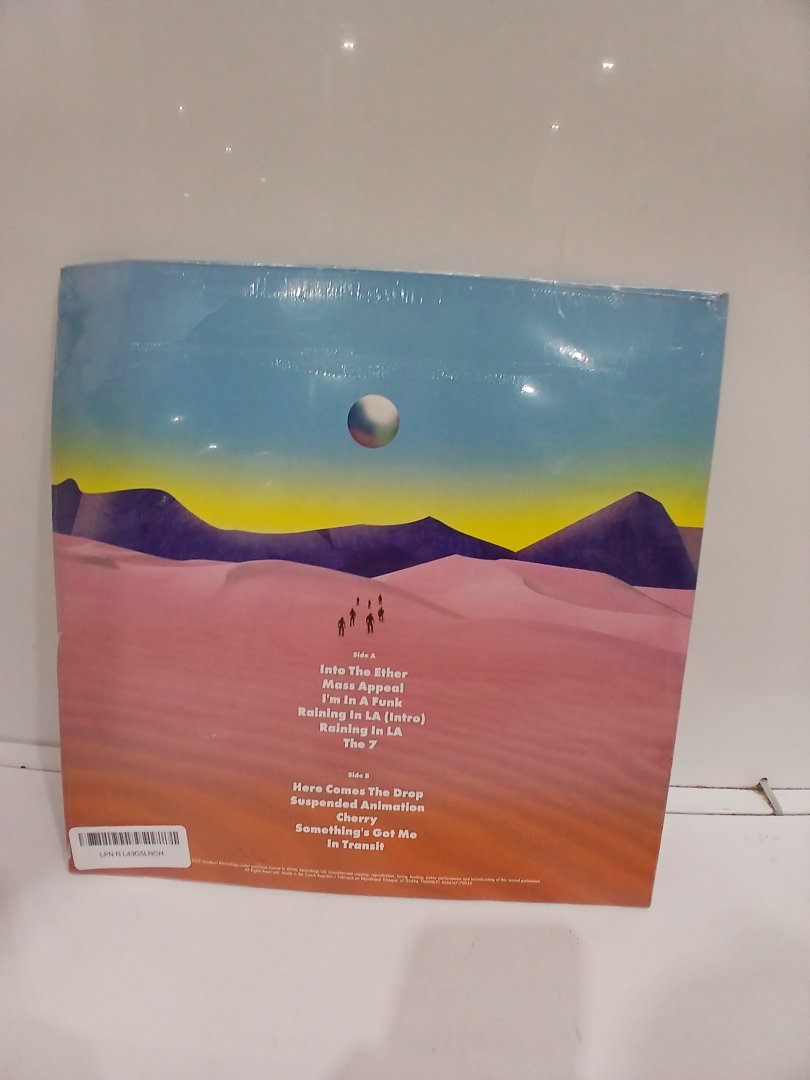 Side A
Into The Ether
Mass Appeal
I'm In A Funk
Raining In LA (Intro)
Raining In LA
The 7
Side B
Here Comes The Drop
Suspended Animation
Cherry
Something's Got Me
In Transit